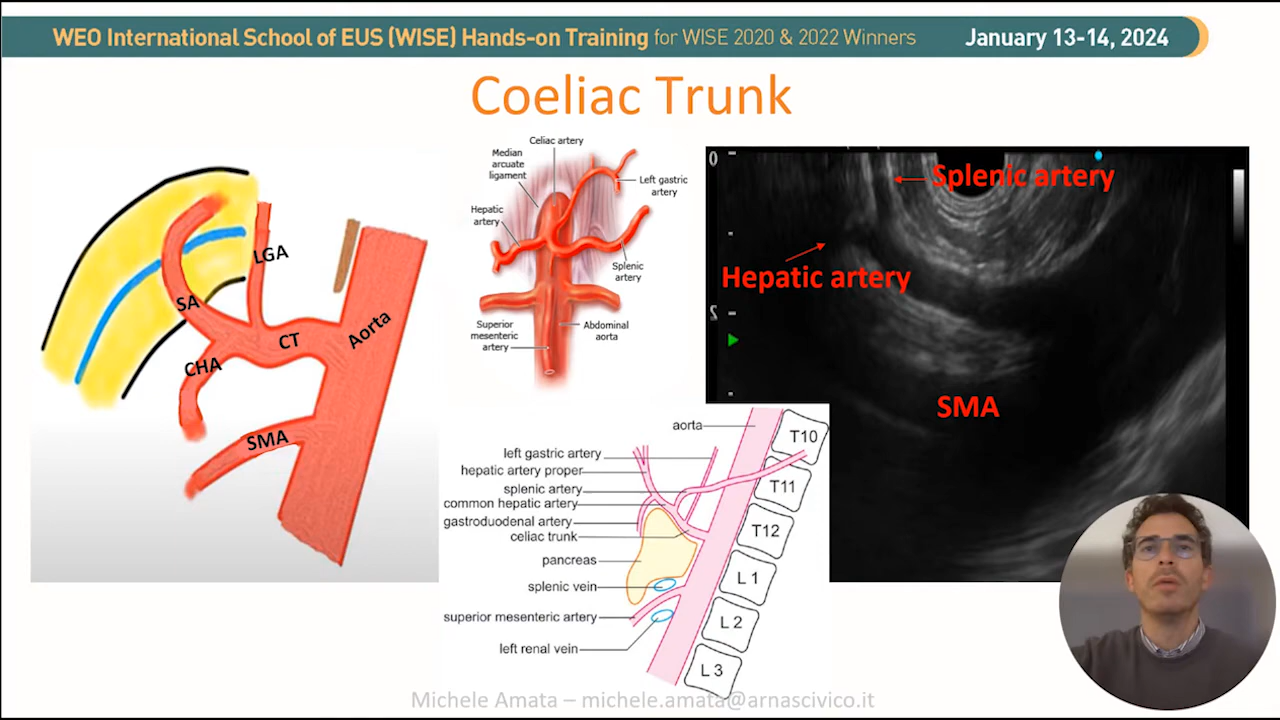 WEO International School of EUS (WISE) Hands-on Training for WISE 2020 & 2022 Winners January 13-14, 2024
Coeliac Trunk
SA
LGA
CT
Aorta
CHA
SMA
Celiac artery
Median
arcuate
ligament
Left gastric
artery
Hepatic
artery
Splenic
artery
Superior
mesenteric
artery
Abdominal
aorta
0
Splenic artery
Hepatic artery
SMA
aorta
left gastric artery
hepatic artery proper
splenic artery
common hepatic artery
gastroduodenal artery
celiac trunk
pancreas
splenic vein
superior mesenteric artery
left renal vein
T10
T11
T12
L 1
L 2
L 3
Michele Amata – michele.amata@arnascivico.it